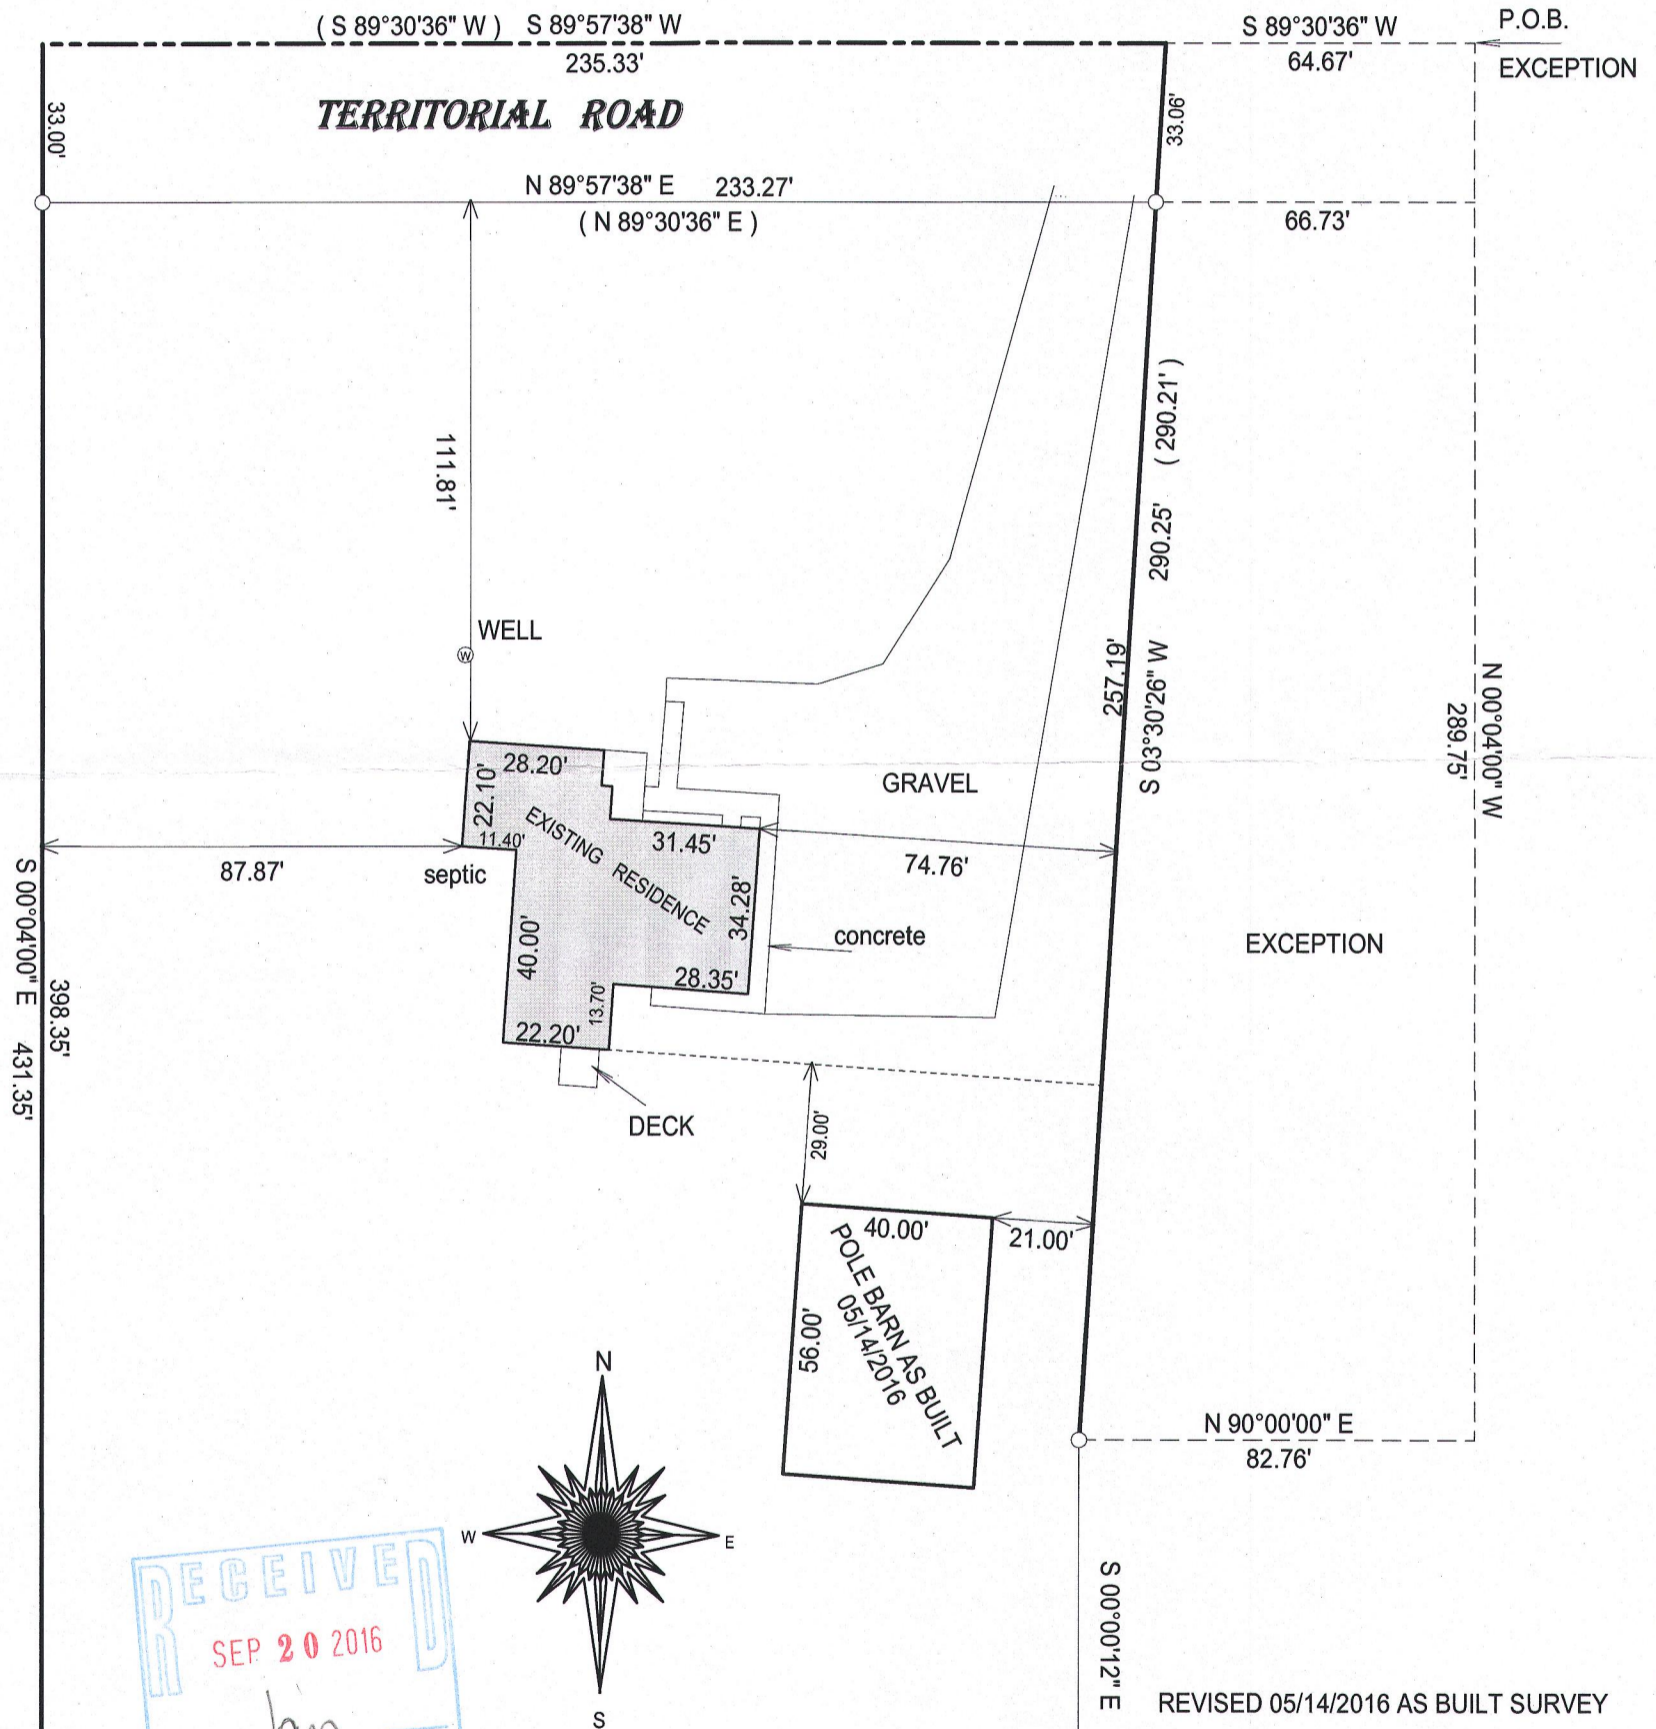 ( S 89°30'36" W ) S 89°57'38" W
235.33'
S 89°30'36" W
64.67'
P.O.B.
EXCEPTION
33.00'
TERRITORIAL ROAD
33.06'
N 89°57'38" E 233.27'
( N 89°30'36" E )
66.73'
111.81'
WELL
W
257.19'
S 03°30'26" W 290.25' ( 290.21' )
N 00°04'00" W
289.75'
28.20'
22.10'
11.40'
EXISTING RESIDENCE
31.45'
34.28'
GRAVEL
74.76'
87.87'
septic
40.00'
concrete
28.35'
13.70'
22.20'
EXCEPTION
S 00°04'00" E 431.35'
398.35'
DECK
29.00'
40.00'
21.00'
56.00'
POLE BARN AS BUILT
05/14/2016
N 90°00'00" E
82.76'
N
W
E
S
RECEIVED
SEP 20 2016
S 00°00'12" E
REVISED 05/14/2016 AS BUILT SURVEY